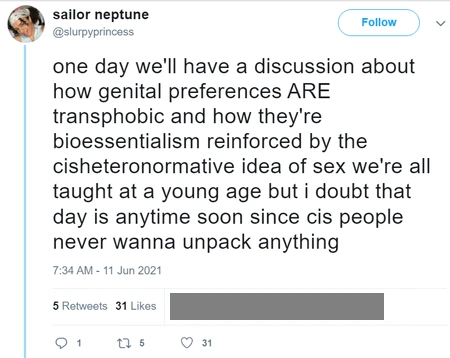 sailor neptune
@slurpyprincess
Follow
one day we'll have a discussion about
how genital preferences ARE
transphobic and how they're
bioessentialism reinforced by the
cisheteronormative idea of sex we're all
taught at a young age but i doubt that
day is anytime soon since cis people
never wanna unpack anything
7:34 AM - 11 Jun 2021
5 Retweets 31 Likes
1 5 31